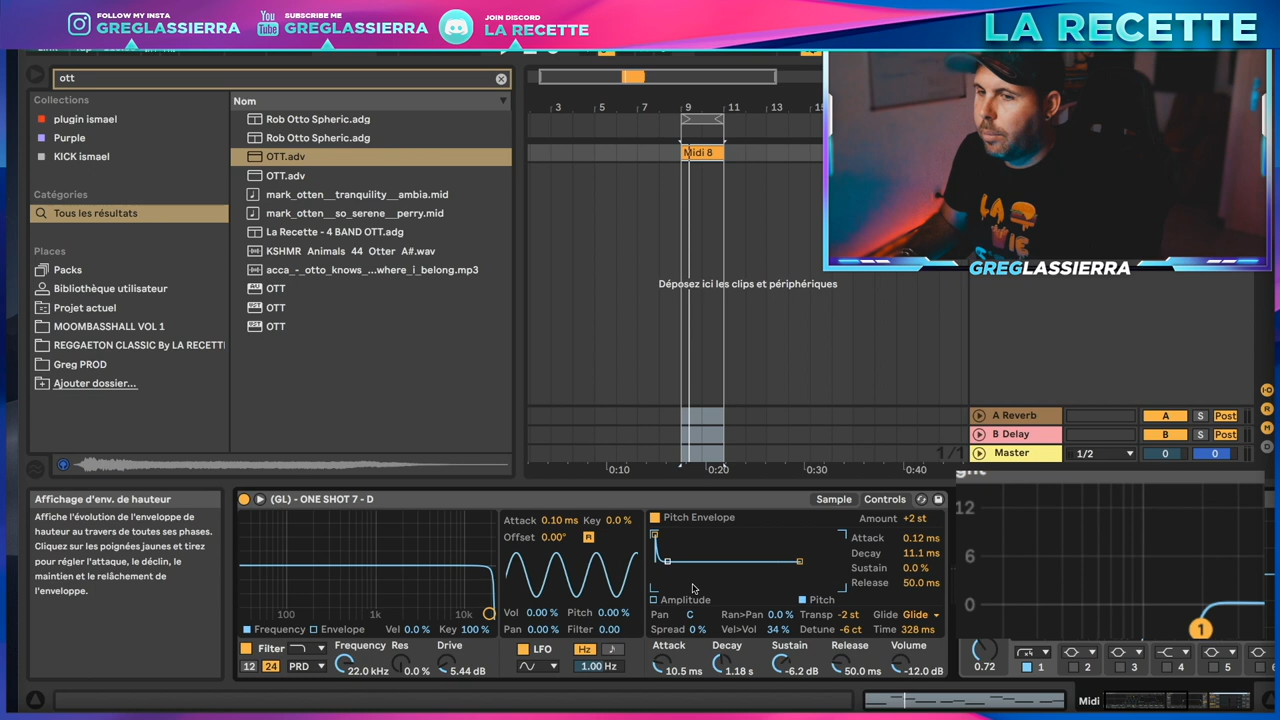 FOLLOW MY INSTA
GREGLASSIERRA
You Tube
SUBSCRIBE ME
GREGLASSIERRA
JOIN DISCORD
LA RECETTE
LA RECETTE
ott
Collections
plugin ismael
Purple
KICK ismael
Catégories
Tous les résultats
Places
Packs
Bibliothèque utilisateur
Projet actuel
MOOMBASSHALL VOL 1
REGGAETON CLASSIC By LA RECETT
Greg PROD
Ajouter dossier...
Nom
Rob Otto Spheric.adg
Rob Otto Spheric.adg
OTT.adv
OTT.adv
mark_otten__tranquility__ambia.mid
mark_otten__so_serene__perry.mid
La Recette - 4 BAND OTT.adg
KSHMR Animals 44 Otter A#.wav
acca_-_otto_knows_...where_i_belong.mp3
OTT
OTT
OTT
3 5 7 9 11 13 15
Midi 8
Déposez ici les clips et périphériques
LA
GREGLASSIERRA
A Reverb A S Post
B Delay B S Post
Master 1/2 0 0
1/1
0:10 0:20 0:30 0:40
Affichage d'env. de hauteur
Affiche l'évolution de l'enveloppe
de hauteur au travers de toutes ses
phases. Cliquez sur les poignées
jaunes et tirez pour régler l'attaque,
le déclin, le maintien et le relâchement
de l'enveloppe.
(GL) - ONE SHOT 7 - D
Sample Controls
100 1k 10k
Frequency Envelope Vel 0.0 % Key 100 %
Filter Frequency Res Drive
12 24 PRD 22.0 kHz 0.0 % 5.44 dB
Attack 0.10 ms Key 0.0 %
Offset 0.00° R
Vol 0.00 % Pitch 0.00 %
Pan 0.00 % Filter 0.00
LFO Hz
1.00 Hz
Pitch Envelope Amount +2 st
Attack 0.12 ms
Decay 11.1 ms
Sustain 0.0 %
Release 50.0 ms
Amplitude Pitch
Pan C Ran>Pan 0.0 % Transp -2 st Glide Glide
Spread 0 % Vel>Vol 34 % Detune -6 ct Time 328 ms
Attack Decay Sustain Release Volume
10.5 ms 1.18 s -6.2 dB 50.0 ms -12.0 dB
12
6
0
1
0.72 x4 1 2 3 4 5
Midi